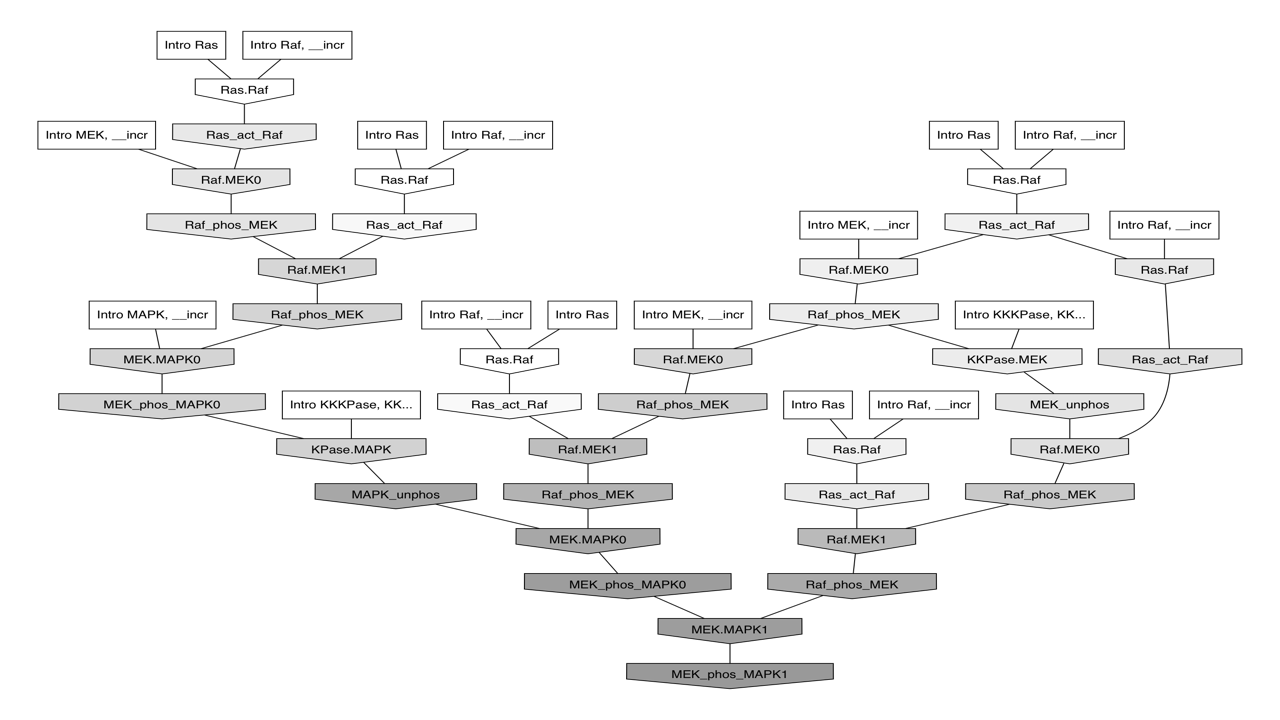 Intro Ras
Intro Raf, __incr
Ras.Raf
Intro MEK, __incr
Ras_act_Raf
Intro Ras
Intro Raf, __incr
Intro Ras
Intro Raf, __incr
Raf.MEK0
Ras.Raf
Ras.Raf
Raf_phos_MEK
Ras_act_Raf
Intro MEK, __incr
Ras_act_Raf
Intro Raf, __incr
Raf.MEK1
Raf.MEK0
Ras.Raf
Intro MAPK, __incr
Raf_phos_MEK
Intro Raf, __incr
Intro Ras
Intro MEK, __incr
Raf_phos_MEK
Intro KKKPase, KK...
MEK.MAPK0
Ras.Raf
Raf.MEK0
KKPase.MEK
Ras_act_Raf
MEK_phos_MAPK0
Intro KKKPase, KK...
Ras_act_Raf
Raf_phos_MEK
Intro Ras
Intro Raf, __incr
MEK_unphos
KPase.MAPK
Raf.MEK1
Ras.Raf
Raf.MEK0
MAPK_unphos
Raf_phos_MEK
Ras_act_Raf
Raf_phos_MEK
MEK.MAPK0
Raf.MEK1
MEK_phos_MAPK0
Raf_phos_MEK
MEK.MAPK1
MEK_phos_MAPK1